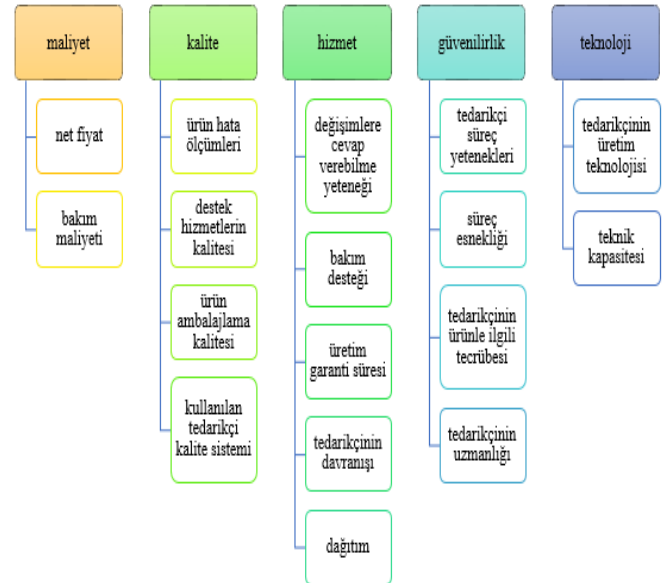 maliyet
net fiyat
bakım
maliyeti
kalite
ürün hata
ölçümleri
destek
hizmetlerin
kalitesi
ürün
ambalajlama
kalitesi
kullanılan
tedarikçi
kalite sistemi
hizmet
değişimlere
cevap
verebilme
yeteneği
bakım
desteği
üretim
garanti süresi
tedarikçinin
davranışı
dağıtım
güvenilirlik
tedarikçi
süreç
yetenekleri
süreç
esnekliği
tedarikçinin
ürünle ilgili
tecrübesi
tedarikçinin
uzmanlığı
teknoloji
tedarikçinin
üretim
teknolojisi
teknik
kapasitesi